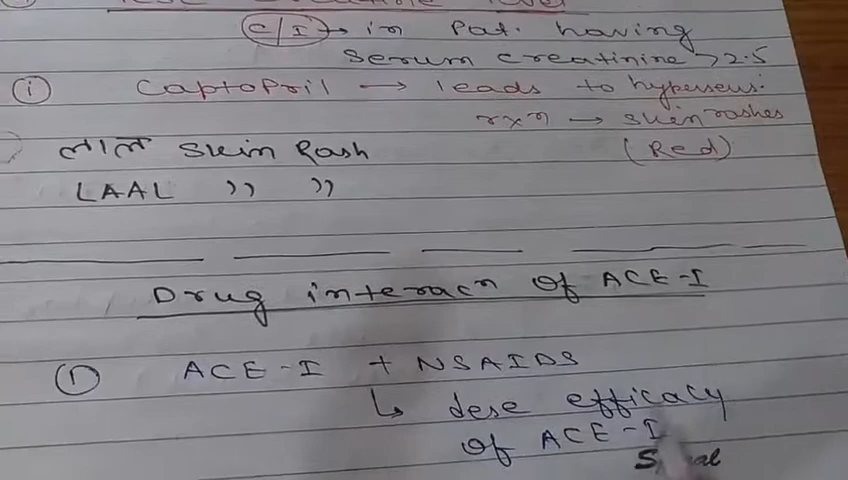 C/I → in Pat. having
serum creatinine > 2.5
i Captopril → leads to hypersens.
rxn → skin rashes
लाल Skin Rash (Red)
LAAL ,, ,,
Drug interacn of ACE-I
1 ACE-I + NSAIDS
↳ dcse efficacy
of ACE-I